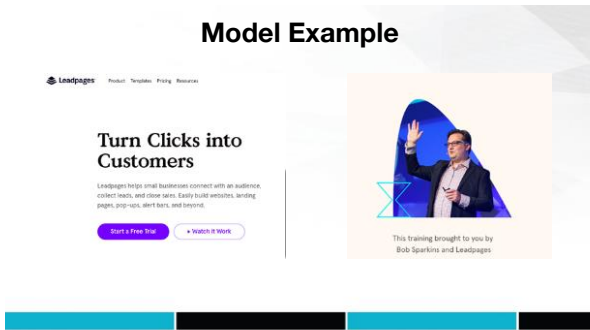 Model Example
Leadpages
Product Templates Pricing Resources
Turn Clicks into
Customers
Leadpages helps small businesses connect with an audience,
collect leads, and close sales. Easily build websites, landing
pages, pop-ups, alert bars, and beyond.
Start a Free Trial
Watch It Work
This training brought to you by
Bob Sparkins and Leadpages